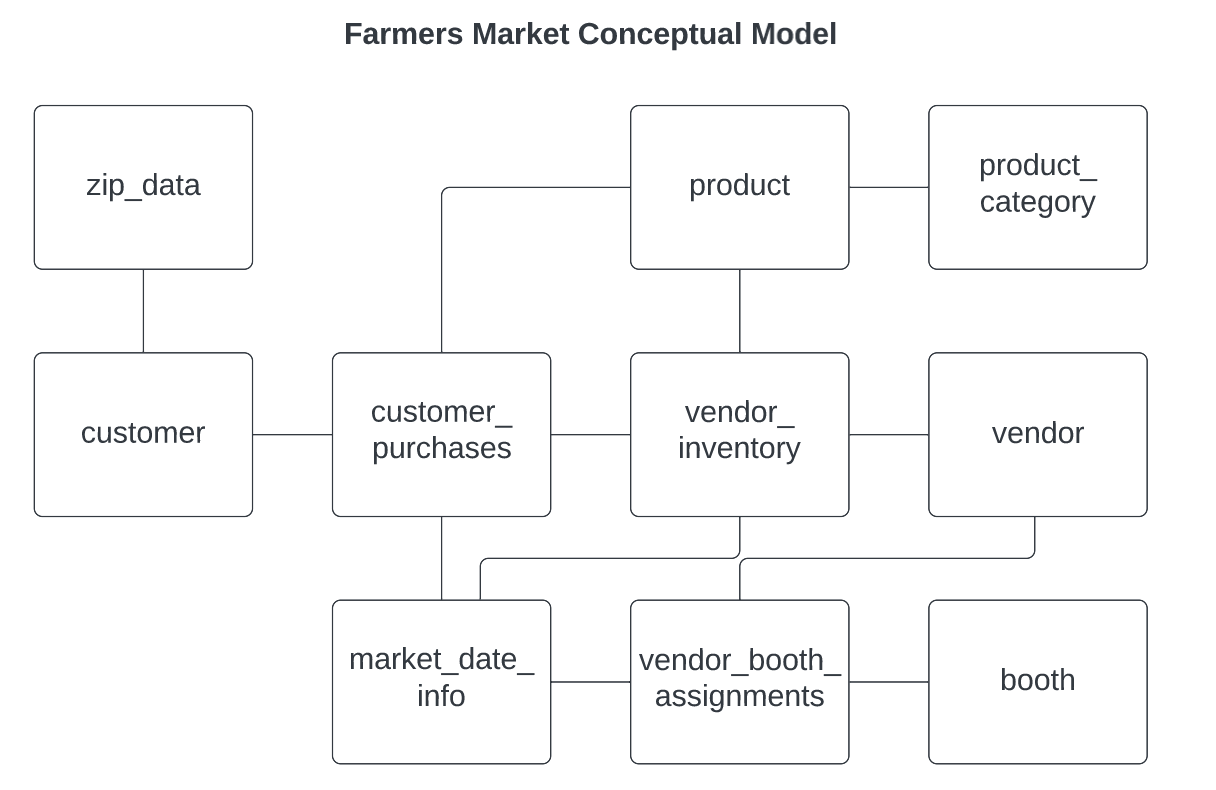 Farmers Market Conceptual Model
zip_data
product
product_
category
customer
customer_
purchases
vendor_
inventory
vendor
market_date_
info
vendor_booth_
assignments
booth